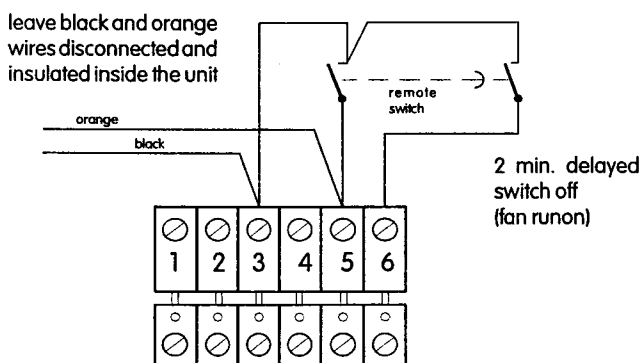 leave black and orange
wires disconnected and
insulated inside the unit
remote
switch
orange
black
2 min. delayed
switch off
(fan runon)
1 2 3 4 5 6